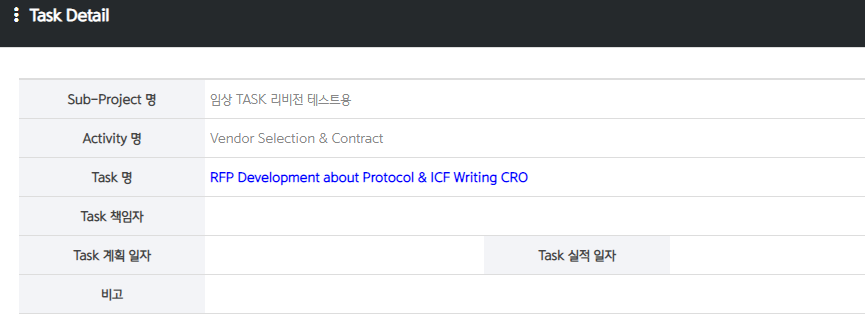 Task Detail
Sub-Project 명 임상 TASK 리비전 테스트용
Activity 명 Vendor Selection & Contract
Task 명 RFP Development about Protocol & ICF Writing CRO
Task 책임자
Task 계획 일자 Task 실적 일자
비고